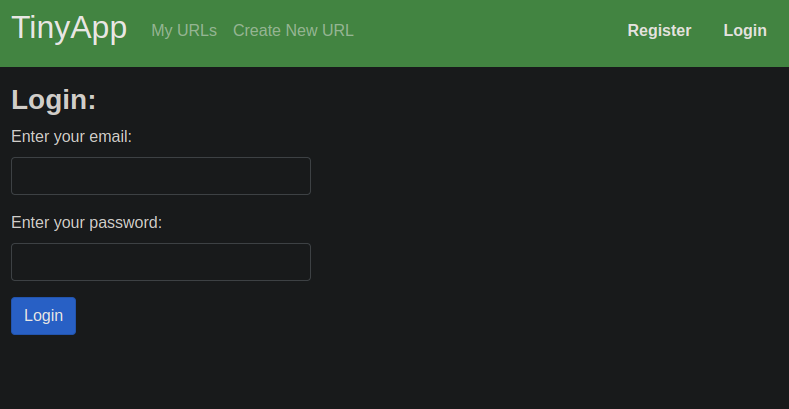 TinyApp My URLs Create New URL Register Login
Login:
Enter your email:
Enter your password:
Login